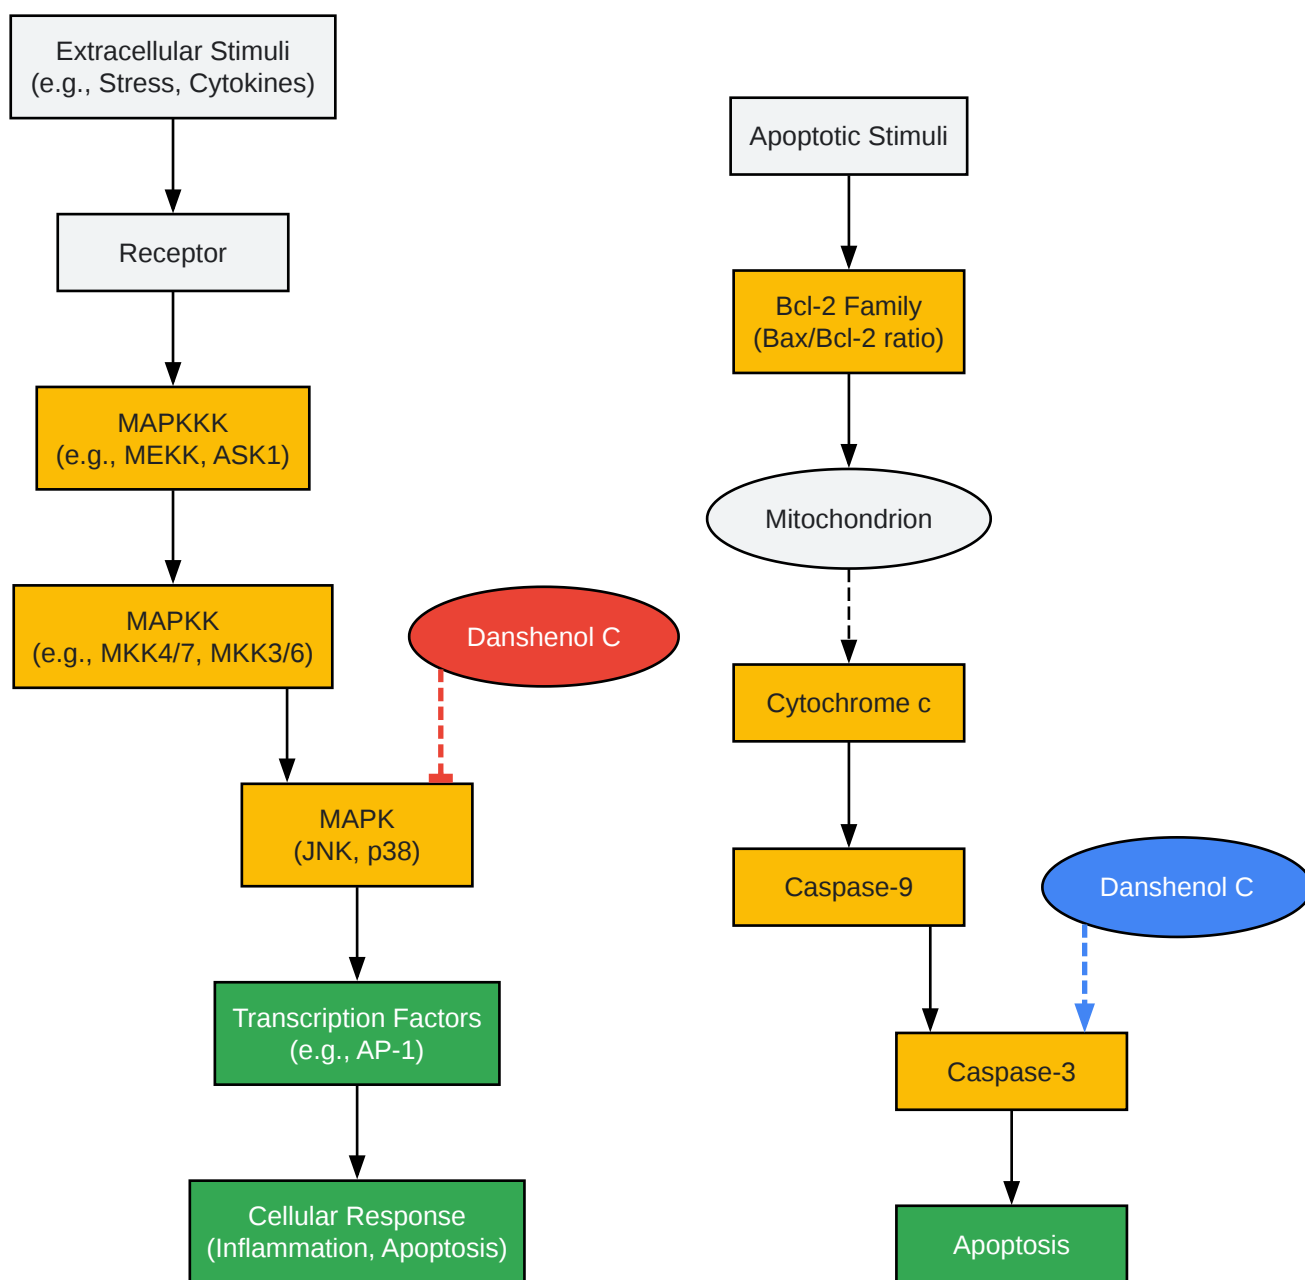 Extracellular Stimuli
(e.g., Stress, Cytokines)
Receptor
MAPKKK
(e.g., MEKK, ASK1)
MAPKK
(e.g., MKK4/7, MKK3/6)
Danshenol C
MAPK
(JNK, p38)
Transcription Factors
(e.g., AP-1)
Cellular Response
(Inflammation, Apoptosis)
Apoptotic Stimuli
Bcl-2 Family
(Bax/Bcl-2 ratio)
Mitochondrion
Cytochrome c
Caspase-9
Danshenol C
Caspase-3
Apoptosis